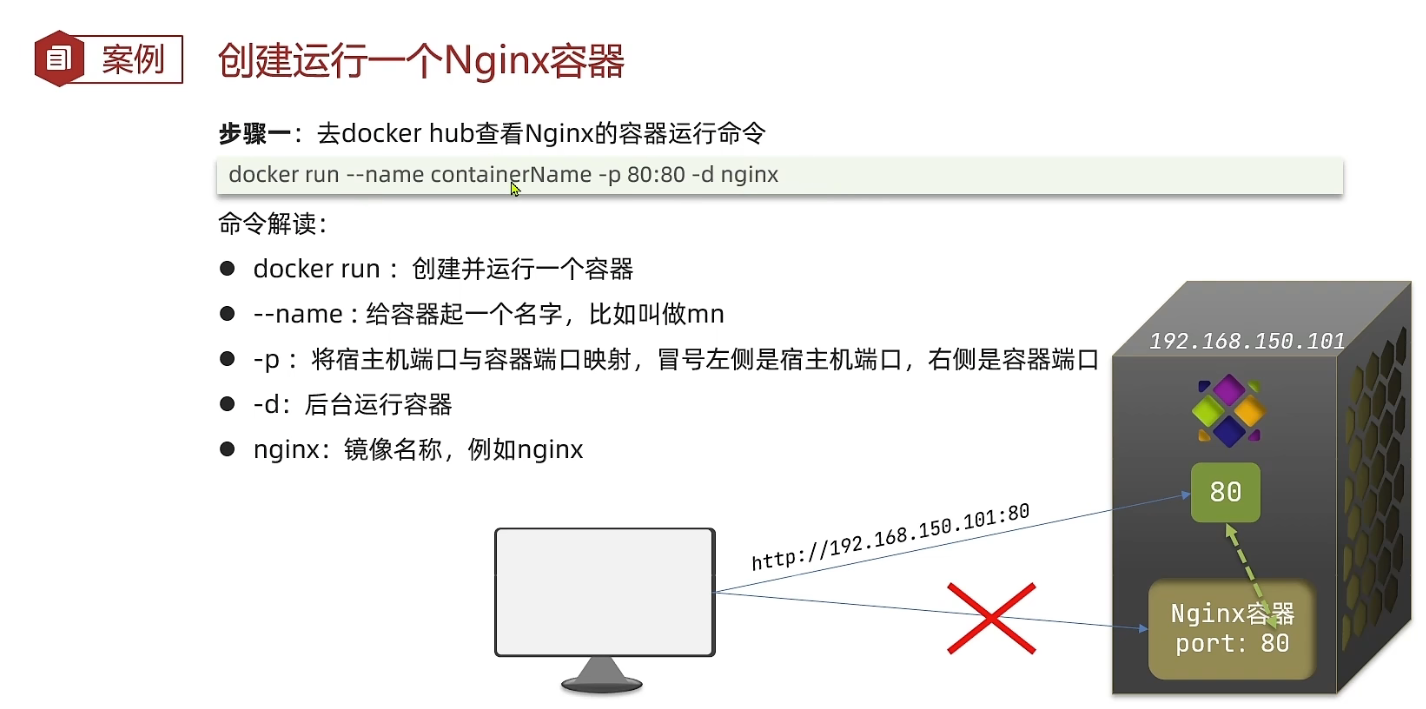 案例
创建运行一个Nginx容器
步骤一：去docker hub查看Nginx的容器运行命令
docker run --name containerName -p 80:80 -d nginx
命令解读：
● docker run ：创建并运行一个容器
● --name : 给容器起一个名字，比如叫做mn
● -p ：将宿主机端口与容器端口映射，冒号左侧是宿主机端口，右侧是容器端口
● -d：后台运行容器
● nginx：镜像名称，例如nginx
192.168.150.101
80
http://192.168.150.101:80
Nginx容器
port: 80